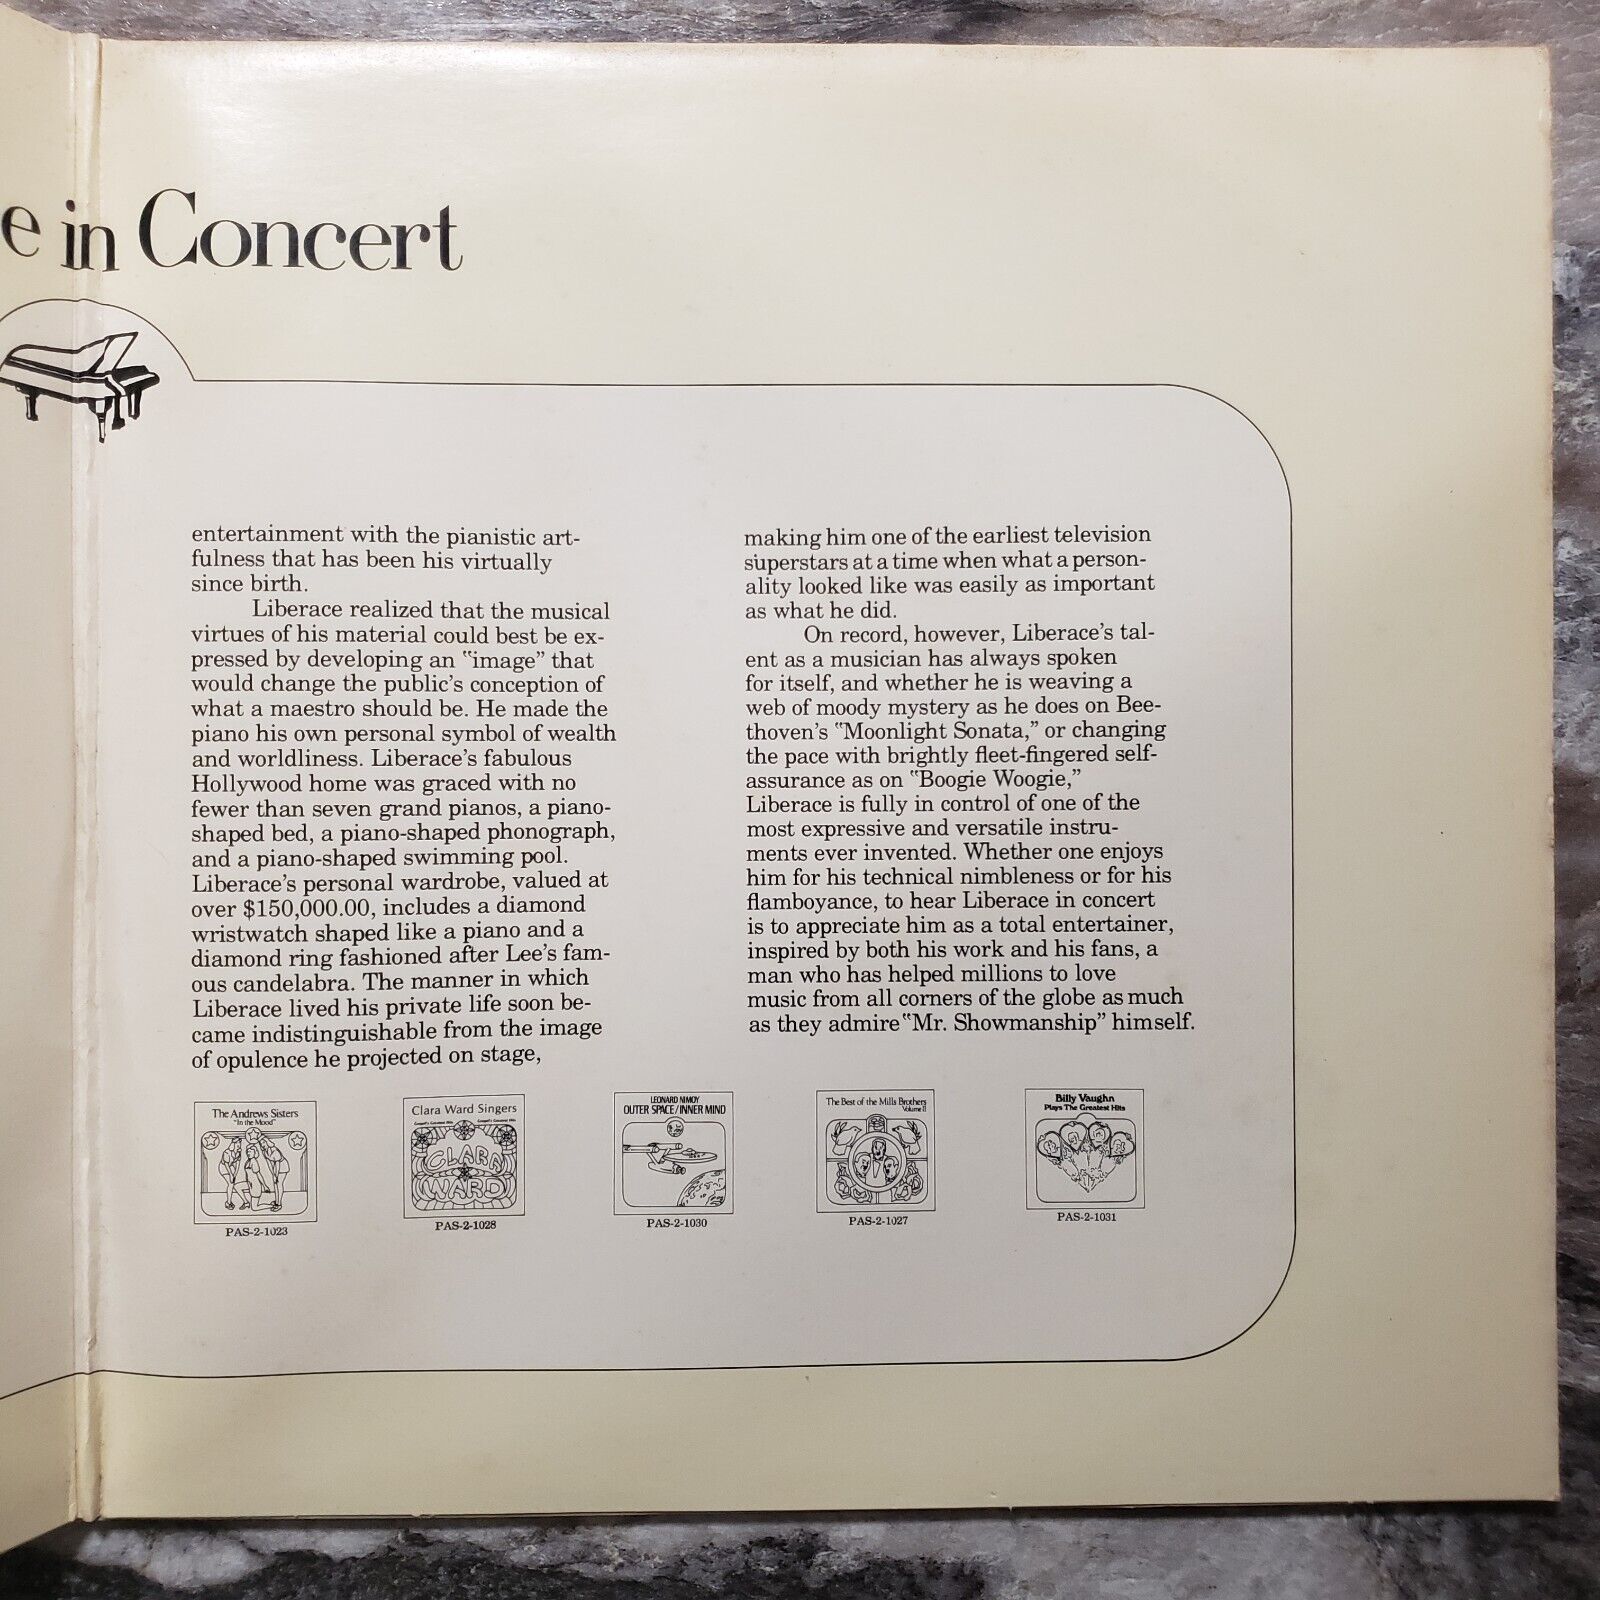 e in Concert
entertainment with the pianistic art-
fulness that has been his virtually
since birth.
Liberace realized that the musical
virtues of his material could best be ex-
pressed by developing an "image" that
would change the public's conception of
what a maestro should be. He made the
piano his own personal symbol of wealth
and worldliness. Liberace's fabulous
Hollywood home was graced with no
fewer than seven grand pianos, a piano-
shaped bed, a piano-shaped phonograph,
and a piano-shaped swimming pool.
Liberace's personal wardrobe, valued at
over $150,000.00, includes a diamond
wristwatch shaped like a piano and a
diamond ring fashioned after Lee's fam-
ous candelabra. The manner in which
Liberace lived his private life soon be-
came indistinguishable from the image
of opulence he projected on stage,
making him one of the earliest television
superstars at a time when what a person-
ality looked like was easily as important
as what he did.
On record, however, Liberace's tal-
ent as a musician has always spoken
for itself, and whether he is weaving a
web of moody mystery as he does on Bee-
thoven's "Moonlight Sonata," or changing
the pace with brightly fleet-fingered self-
assurance as on "Boogie Woogie,"
Liberace is fully in control of one of the
most expressive and versatile instru-
ments ever invented. Whether one enjoys
him for his technical nimbleness or for his
flamboyance, to hear Liberace in concert
is to appreciate him as a total entertainer,
inspired by both his work and his fans, a
man who has helped millions to love
music from all corners of the globe as much
as they admire "Mr. Showmanship" himself.
The Andrews Sisters
"In the Mood"
PAS-2-1023
Clara Ward Singers
Gospel's Greatest Hits
CLARA
WARD
PAS-2-1028
LEONARD NIMOY
OUTER SPACE/INNER MIND
PAS-2-1030
The Best of the Mills Brothers
Volume II
PAS-2-1027
Billy Vaughn
Plays The Greatest Hits
PAS-2-1031